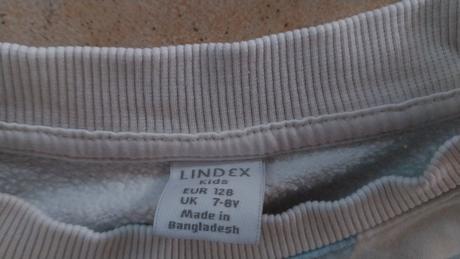 LINDEX
Kids
EUR 128
UK 7-8Y
Made in
Bangladesh